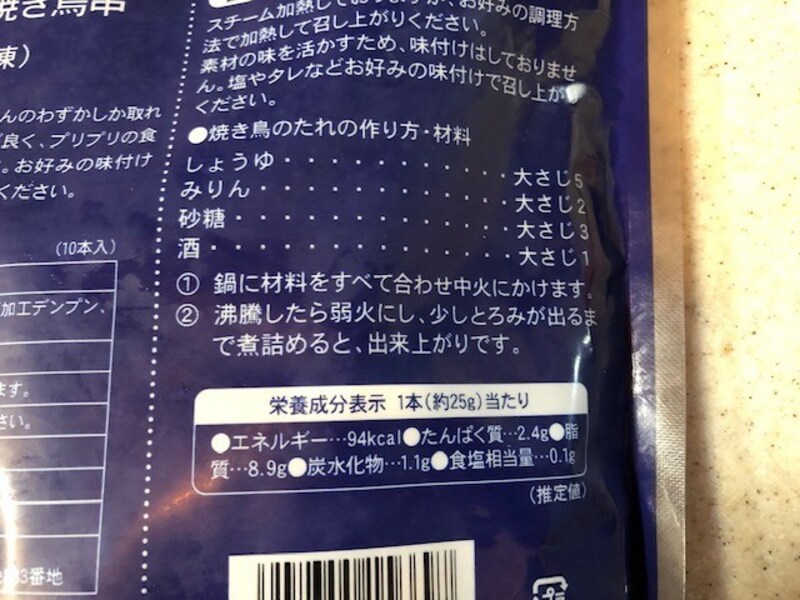 焼き鳥串
凍）
んのわずかしか取れ
良く、プリプリの食
。お好みの味付け
ください。
（10本入）
加工デンプン、
ます。
さい。
3番地
スチーム加熱しておりますが、お好みの調理方
法で加熱して召し上がりください。
素材の味を活かすため、味付けはしておりませ
ん。塩やタレなどお好みの味付けで召し上が
ください。
●焼き鳥のたれの作り方・材料
しょうゆ・・・・・・・・・・・・大さじ5
みりん・・・・・・・・・・・・・大さじ2
砂糖・・・・・・・・・・・・・・大さじ3
酒・・・・・・・・・・・・・・・大さじ1
① 鍋に材料をすべて合わせ中火にかけます。
② 沸騰したら弱火にし、少しとろみが出るま
で煮詰めると、出来上がりです。
栄養成分表示 1本（約25g）当たり
●エネルギー…94kcal●たんぱく質…2.4g●脂
質…8.9g●炭水化物…1.1g●食塩相当量…0.1g
（推定値）
プ